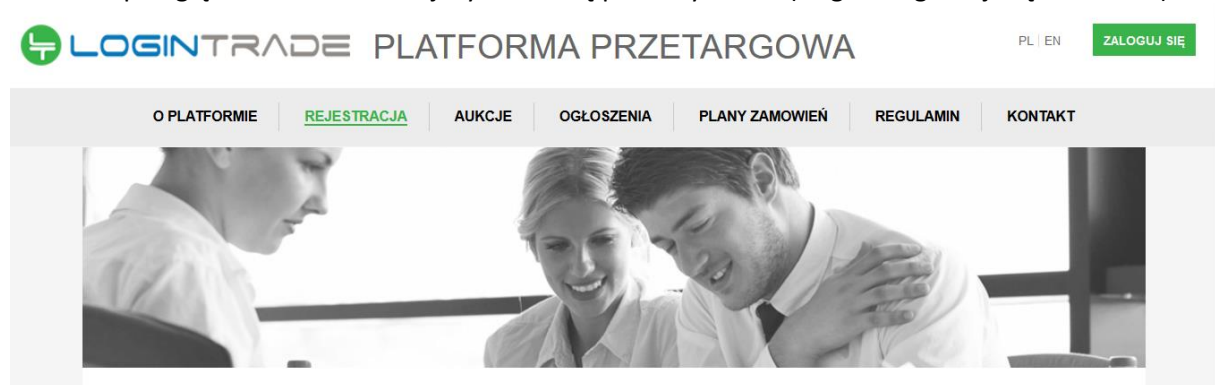 LOGINTRADE PLATFORMA PRZETARGOWA PL | EN ZALOGUJ SIĘ
O PLATFORMIE REJESTRACJA AUKCJE OGŁOSZENIA PLANY ZAMOWIEŃ REGULAMIN KONTAKT